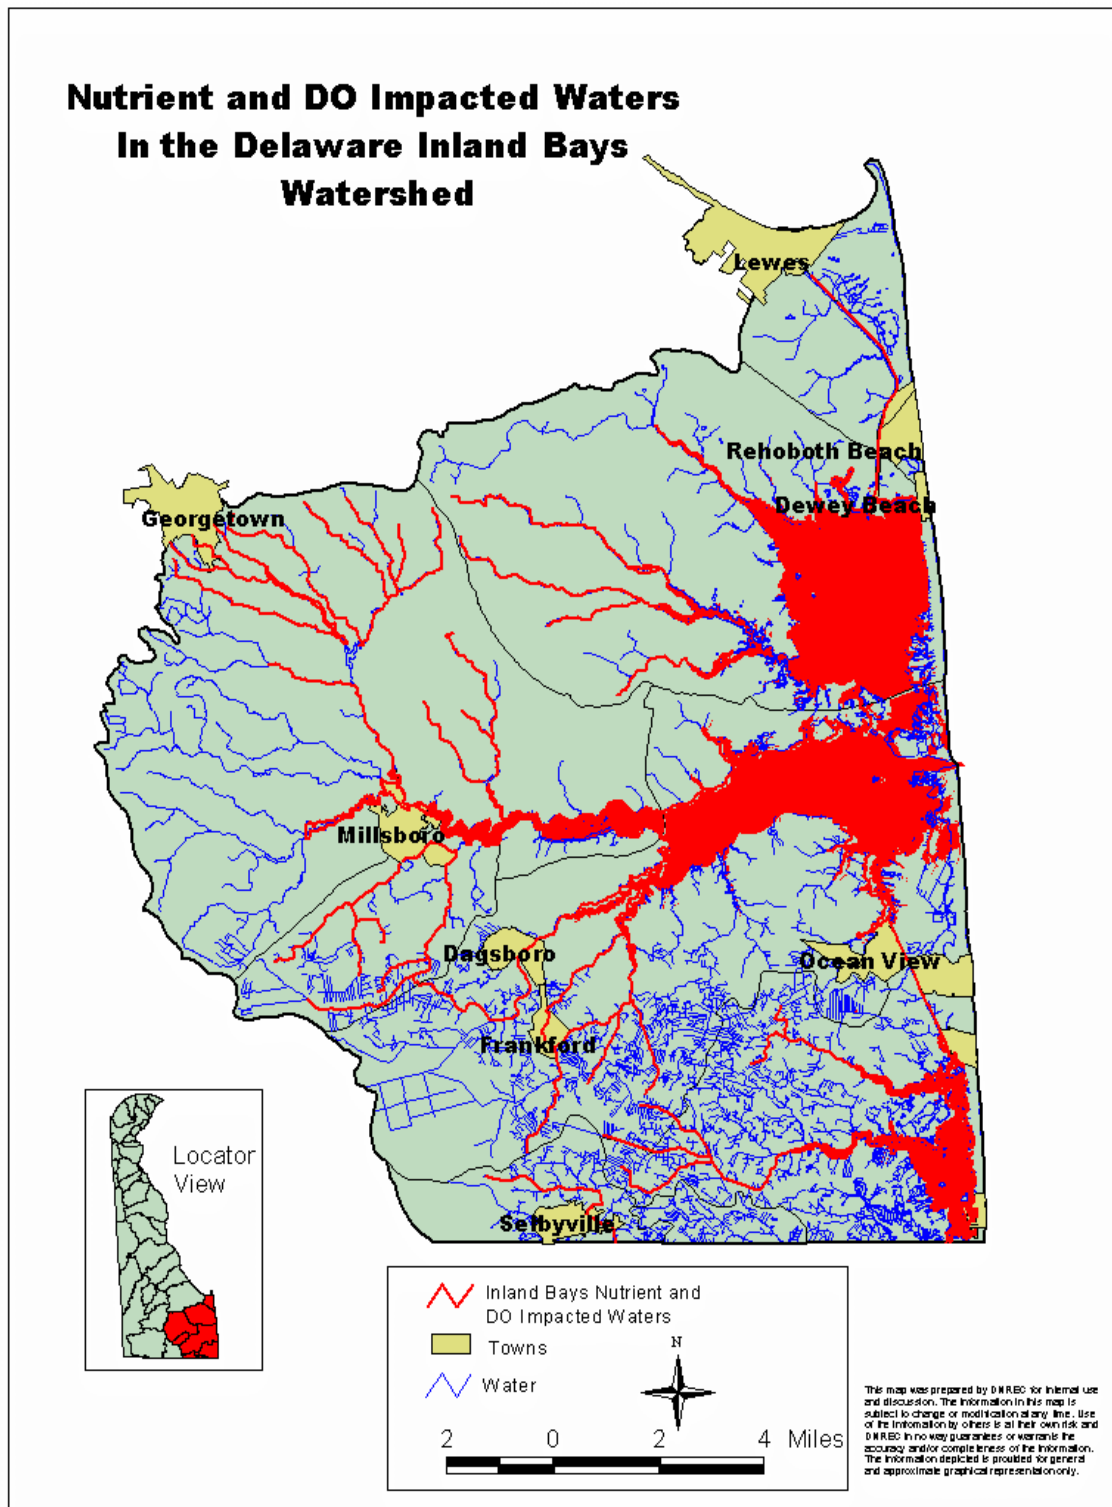 Nutrient and DO Impacted Waters
In the Delaware Inland Bays
Watershed
Lewes
Rehoboth Beach
Dewey Beach
Georgetown
Millsboro
Dagsboro
Ocean View
Frankford
Selbyville
Locator
View
Inland Bays Nutrient and
DO Impacted Waters
Towns
Water
N
2 0 2 4 Miles
This map was prepared by DNREC for internal use
and discussion. The information in this map is
subject to change or modification at any time. Use
of the information by others is at their own risk and
DNREC in no way guarantees or warrants the
accuracy and/or completeness of the information.
The information depicted is provided for general
and approximate graphical representation only.